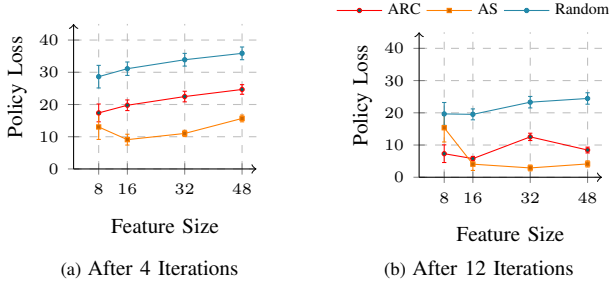 ARC AS Random
Policy Loss
40
30
20
10
0
8 16 32 48
Feature Size
(a) After 4 Iterations
Policy Loss
40
30
20
10
0
8 16 32 48
Feature Size
(b) After 12 Iterations